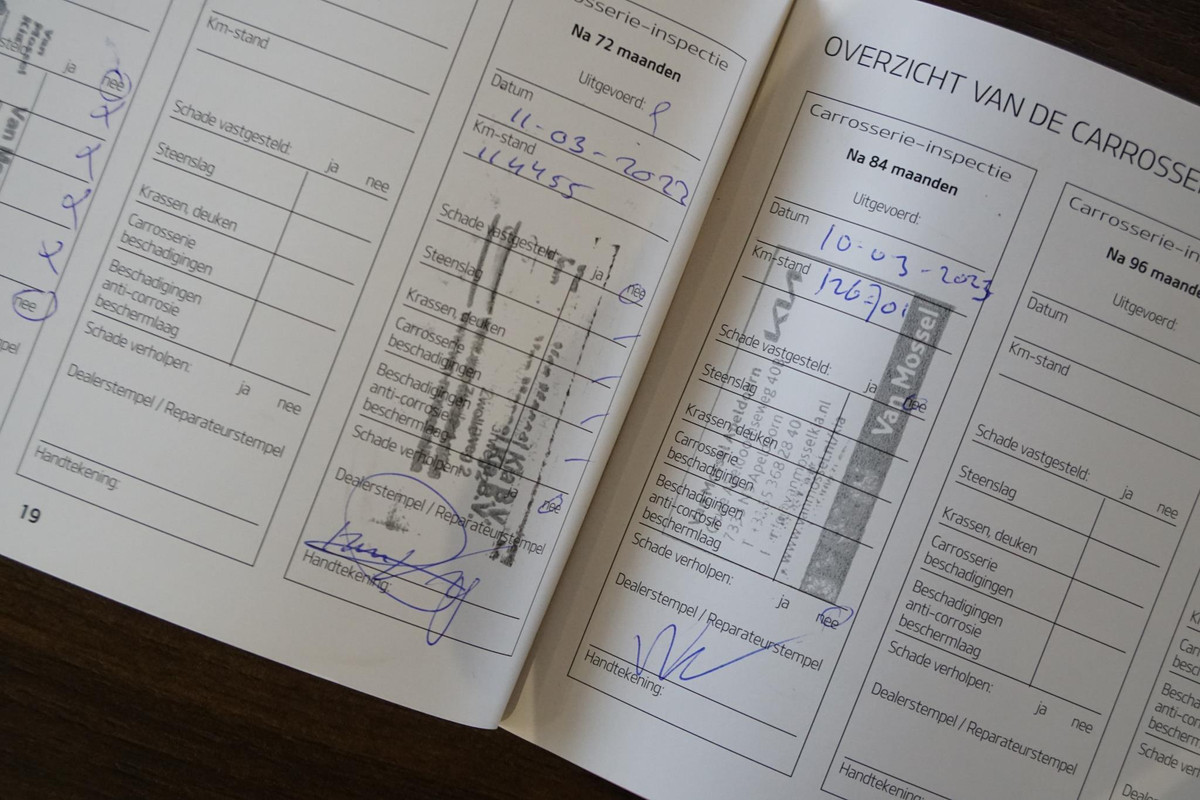 ja
nee
nee
19
Km-stand
Schade vastgesteld:
ja nee
Steenslag
Krassen, deuken
Carrosserie
beschadigingen
Beschadigingen
anti-corrosie
beschermlaag
Schade verholpen:
ja nee
Dealerstempel / Reparateurstempel
Handtekening:
Na 72 maanden
Uitgevoerd:
Datum
11-03-2022
Km-stand
114455
Schade vastgesteld:
ja nee
Steenslag
Krassen, deuken
Carrosserie
beschadigingen
Beschadigingen
anti-corrosie
beschermlaag
Schade verholpen:
ja nee
Dealerstempel / Reparateurstempel
Handtekening:
OVERZICHT VAN DE CARROSSE
Carrosserie-inspectie
Na 84 maanden
Uitgevoerd:
Datum
10-03-2023
Km-stand
126701
KIA
Van Mossel
Schade vastgesteld:
ja nee
Steenslag
Krassen, deuken
Carrosserie
beschadigingen
Beschadigingen
anti-corrosie
beschermlaag
Schade verholpen:
ja nee
Dealerstempel / Reparateurstempel
Handtekening:
Carrosserie-in
Na 96 maande
Uitgevoerd:
Datum
Km-stand
Schade vastgesteld:
ja nee
Steenslag
Krassen, deuken
Carrosserie
beschadigingen
Beschadigingen
anti-corrosie
beschermlaag
Schade verholpen:
ja nee
Dealerstempel / Reparateurstempel
Handtekening: